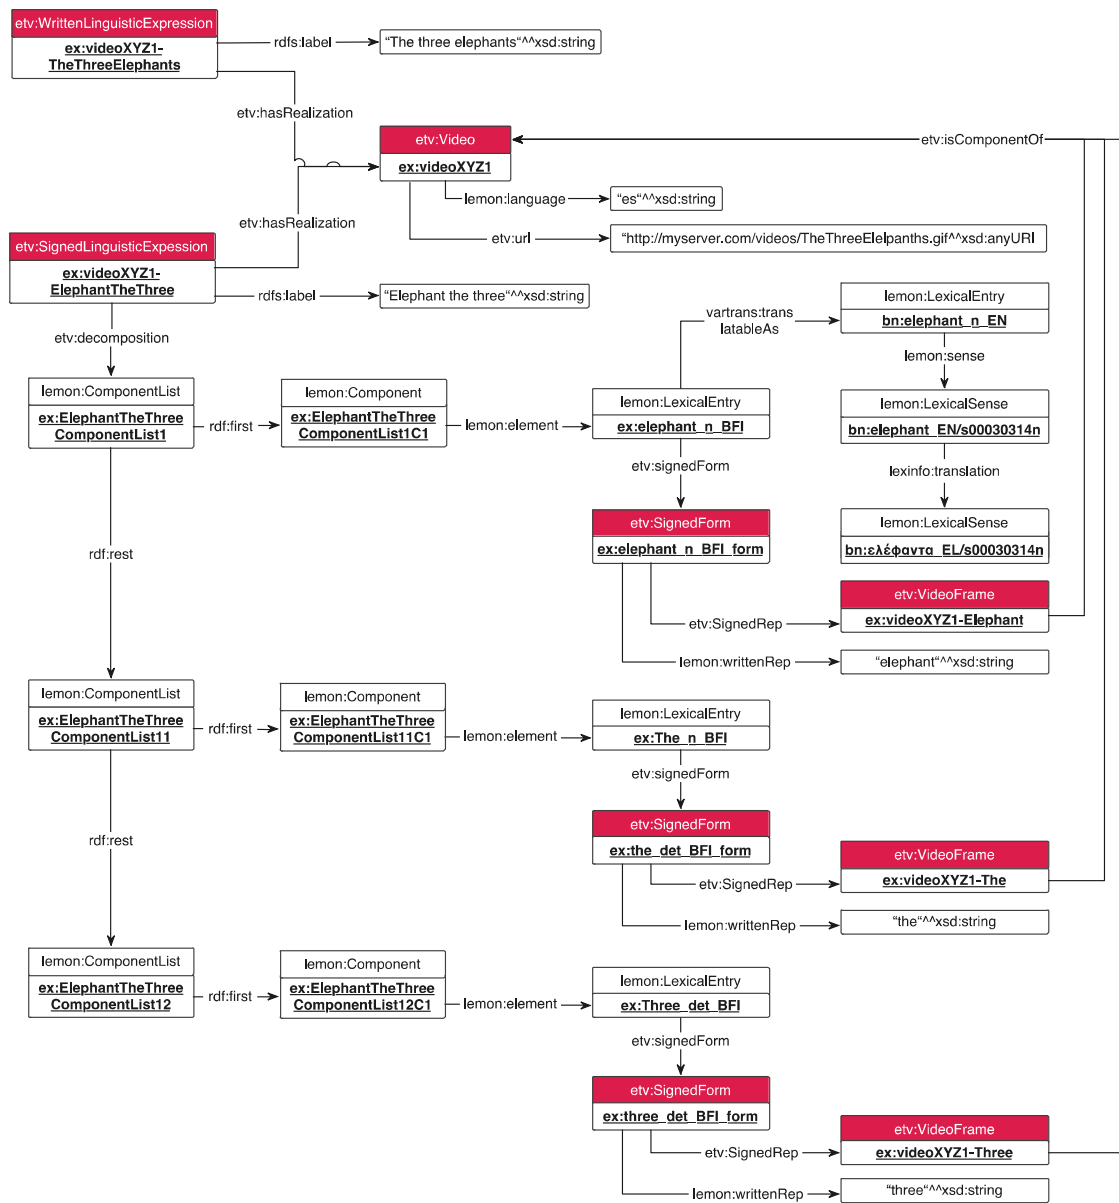 etv:WrittenLinguisticExpression
ex:videoXYZ1-
TheThreeElephants
rdfs:label
“The three elephants“^^xsd:string
etv:hasRealization
etv:Video
ex:videoXYZ1
etv:isComponentOf
lemon:language
"es“^^xsd:string
etv:hasRealization
etv:url
"http://myserver.com/videos/TheThreeElelpanths.gif^^xsd:anyURI
etv:SignedLinguisticExpession
ex:videoXYZ1-
ElephantTheThree
rdfs:label
“Elephant the three“^^xsd:string
etv:decomposition
vartrans:trans
latableAs
lemon:LexicalEntry
bn:elephant_n_EN
lemon:sense
lemon:ComponentList
ex:ElephantTheThree
ComponentList1
rdf:first
lemon:Component
ex:ElephantTheThree
ComponentList1C1
lemon:element
lemon:LexicalEntry
ex:elephant_n_BFI
lemon:LexicalSense
bn:elephant_EN/s00030314n
etv:signedForm
lexinfo:translation
etv:SignedForm
ex:elephant_n_BFI_form
lemon:LexicalSense
bn:ελέφαντα_EL/s00030314n
rdf:rest
etv:SignedRep
etv:VideoFrame
ex:videoXYZ1-Elephant
lemon:writtenRep
“elephant“^^xsd:string
lemon:ComponentList
ex:ElephantTheThree
ComponentList11
rdf:first
lemon:Component
ex:ElephantTheThree
ComponentList11C1
lemon:element
lemon:LexicalEntry
ex:The_n_BFI
etv:signedForm
etv:SignedForm
ex:the_det_BFI_form
rdf:rest
etv:SignedRep
etv:VideoFrame
ex:videoXYZ1-The
lemon:writtenRep
“the“^^xsd:string
lemon:ComponentList
ex:ElephantTheThree
ComponentList12
rdf:first
lemon:Component
ex:ElephantTheThree
ComponentList12C1
lemon:element
lemon:LexicalEntry
ex:Three_det_BFI
etv:signedForm
etv:SignedForm
ex:three_det_BFI_form
etv:SignedRep
etv:VideoFrame
ex:videoXYZ1-Three
lemon:writtenRep
“three“^^xsd:string